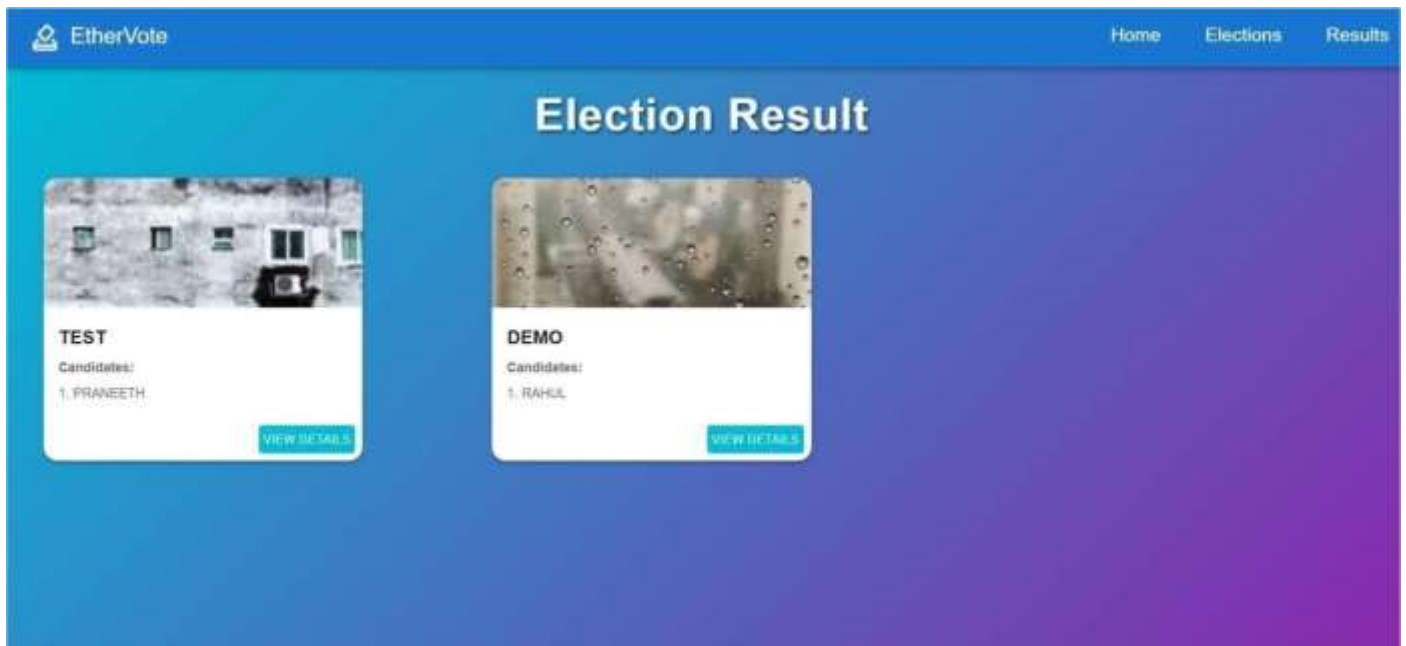 EtherVote
Home Elections Results
Election Result
TEST
Candidates:
1. PRANEETH
VIEW DETAILS
DEMO
Candidates:
1. RAHUL
VIEW DETAILS